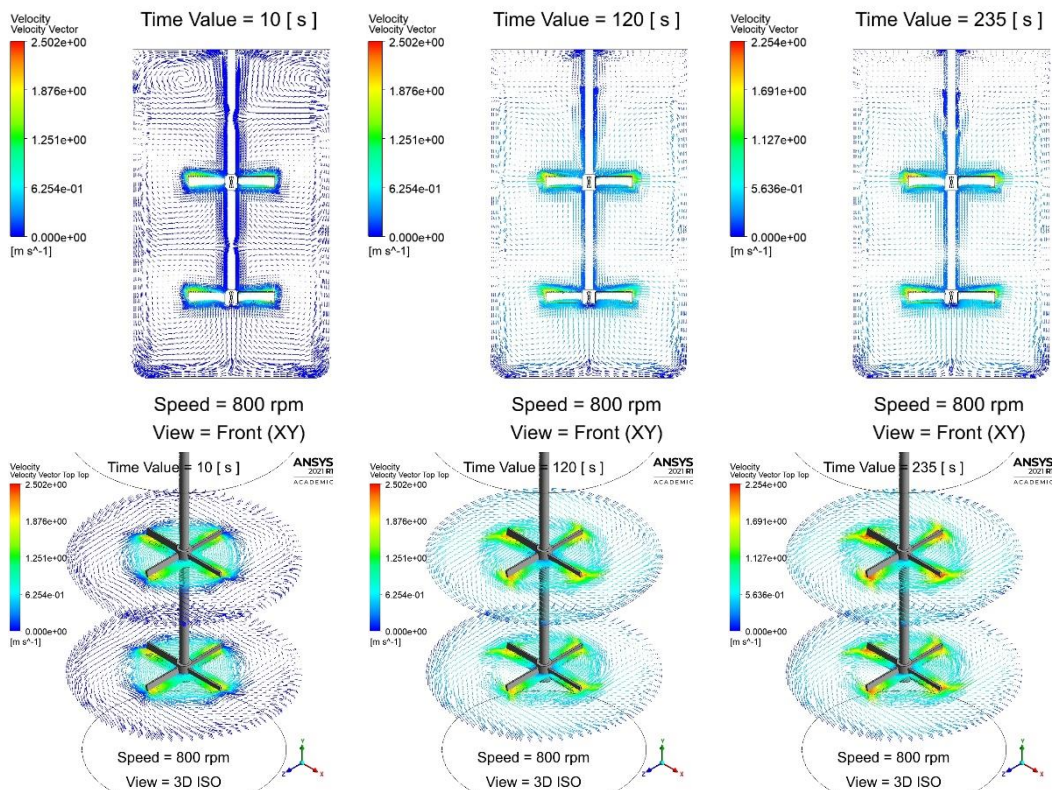 Velocity
Velocity Vector
2.502e+00
1.876e+00
1.251e+00
6.254e-01
0.000e+00
[m s^-1]
Time Value = 10 [ s ]
Speed = 800 rpm
View = Front (XY)
Velocity
Velocity Vector
2.502e+00
1.876e+00
1.251e+00
6.254e-01
0.000e+00
[m s^-1]
Time Value = 120 [ s ]
Speed = 800 rpm
View = Front (XY)
Velocity
Velocity Vector
2.254e+00
1.691e+00
1.127e+00
5.636e-01
0.000e+00
[m s^-1]
Time Value = 235 [ s ]
Speed = 800 rpm
View = Front (XY)
Velocity
Velocity Vector Top Top
2.502e+00
1.876e+00
1.251e+00
6.254e-01
0.000e+00
[m s^-1]
Time Value = 10 [ s ]
ANSYS
2021 R1
ACADEMIC
Speed = 800 rpm
View = 3D ISO
Y
Z
X
Velocity
Velocity Vector Top Top
2.502e+00
1.876e+00
1.251e+00
6.254e-01
0.000e+00
[m s^-1]
Time Value = 120 [ s ]
ANSYS
2021 R1
ACADEMIC
Speed = 800 rpm
View = 3D ISO
Y
Z
X
Velocity
Velocity Vector Top Top
2.254e+00
1.691e+00
1.127e+00
5.636e-01
0.000e+00
[m s^-1]
Time Value = 235 [ s ]
ANSYS
2021 R1
ACADEMIC
Speed = 800 rpm
View = 3D ISO
Y
Z
X